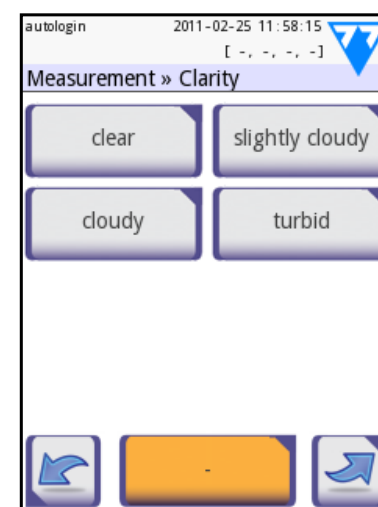 autologin 2011-02-25 11:58:15
[ -, -, -, -]
Measurement » Clarity
clear slightly cloudy
cloudy turbid
-